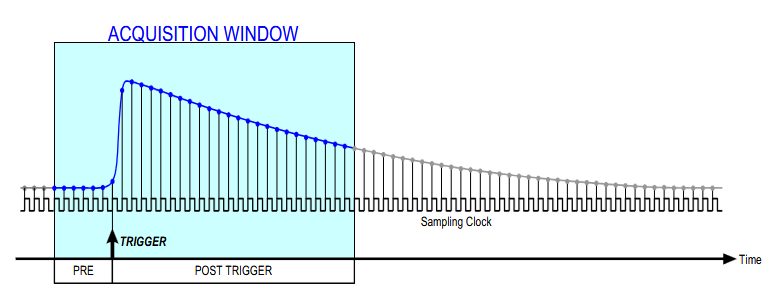 ACQUISITION WINDOW
Sampling Clock
TRIGGER
Time
PRE
POST TRIGGER